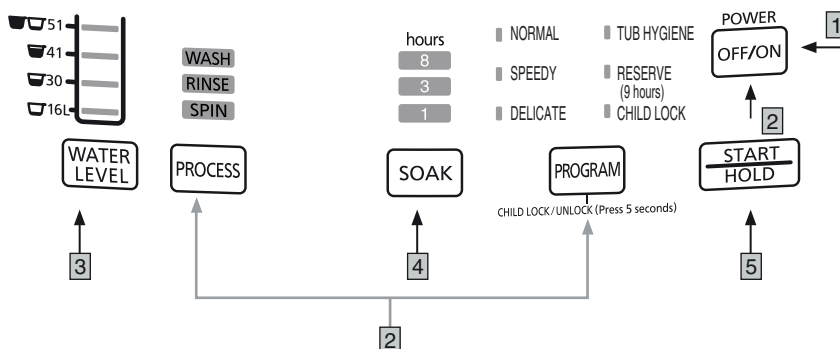 51
41
30
16L
WATER
LEVEL
3
WASH
RINSE
SPIN
PROCESS
hours
8
3
1
SOAK
4
NORMAL
SPEEDY
DELICATE
TUB HYGIENE
RESERVE
(9 hours)
CHILD LOCK
PROGRAM
CHILD LOCK/UNLOCK (Press 5 seconds)
2
POWER
OFF/ON
1
2
START
HOLD
5